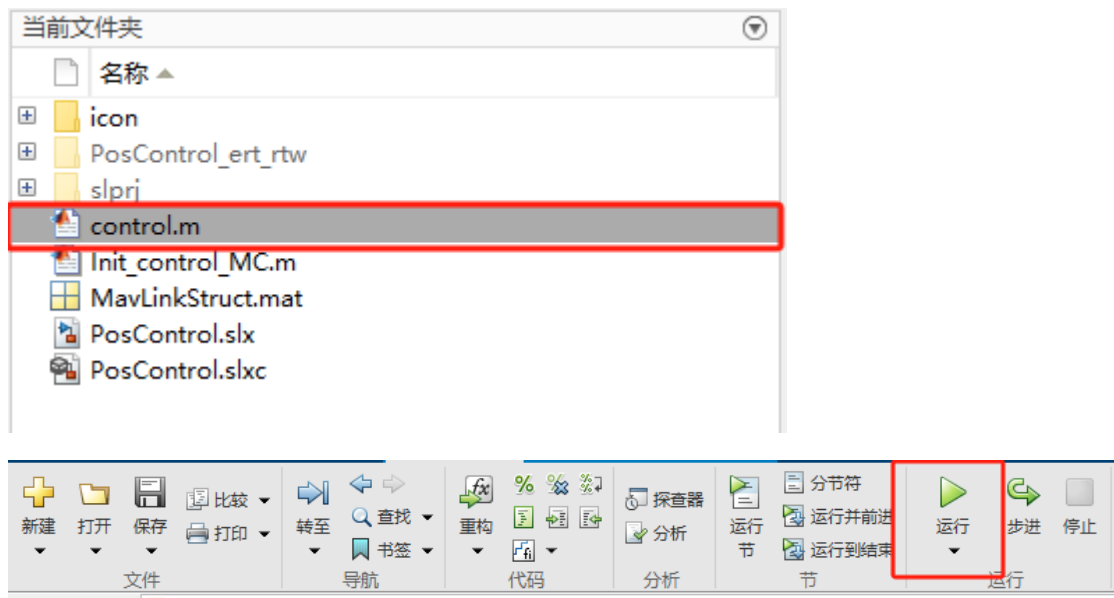 当前文件夹
名称
icon
PosControl_ert_rtw
slprj
control.m
Init_control_MC.m
MavLinkStruct.mat
PosControl.slx
PosControl.slxc
新建 打开 保存 比较 打印
文件
转至 查找 书签
导航
重构 fx % %
代码
探查器 分析
分析
运行节 分节符 运行并前进 运行到结束
节
运行 步进 停止
运行